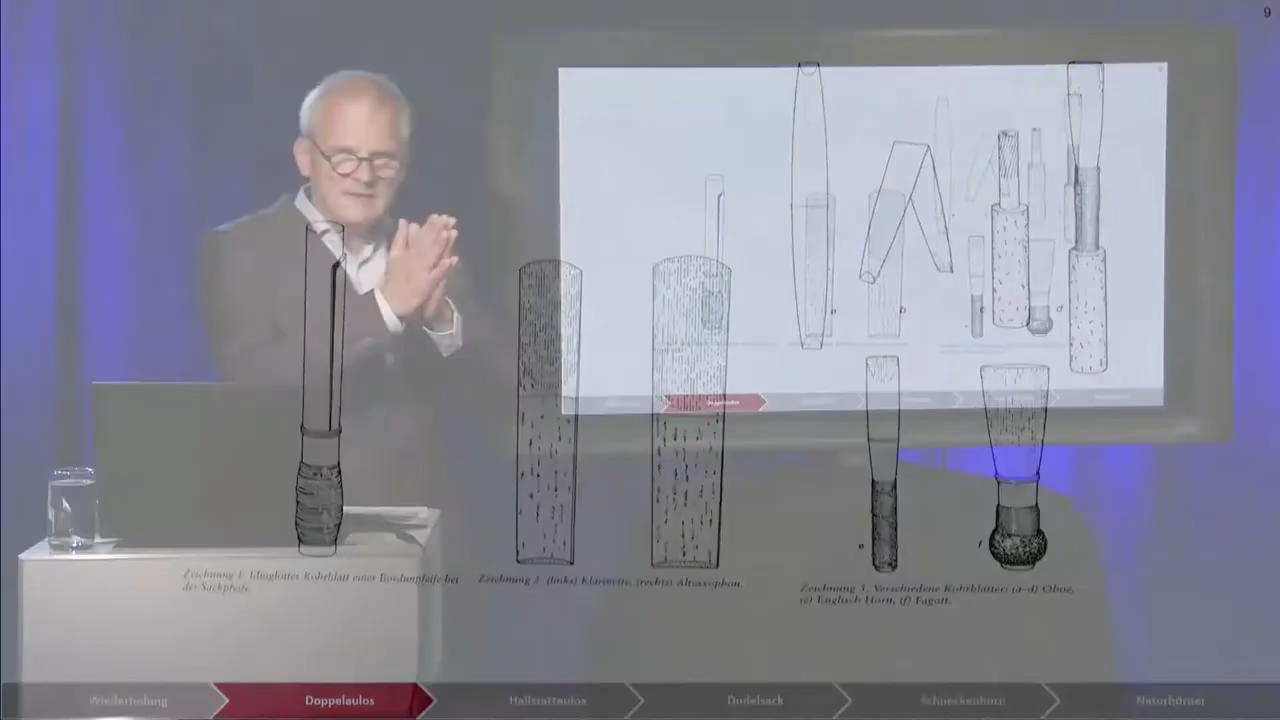 9
a
b
c
d
e
f
Zeichnung 1. Idioglottes Rohrblatt einer Bordunpfeife bei
der Sackpfeife.
Zeichnung 2. (links) Klarinette, (rechts) Altsaxophon.
Zeichnung 3. Verschiedene Rohrblätter: (a–d) Oboe,
(e) Englisch Horn, (f) Fagott.
Wiederholung
Doppelaulos
Hallstattaulos
Dudelsack
Schneckenhorn
Naturhörner